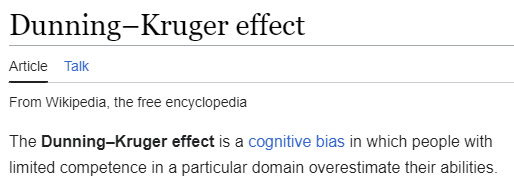 Dunning–Kruger effect
Article Talk
From Wikipedia, the free encyclopedia
The Dunning–Kruger effect is a cognitive bias in which people with
limited competence in a particular domain overestimate their abilities.